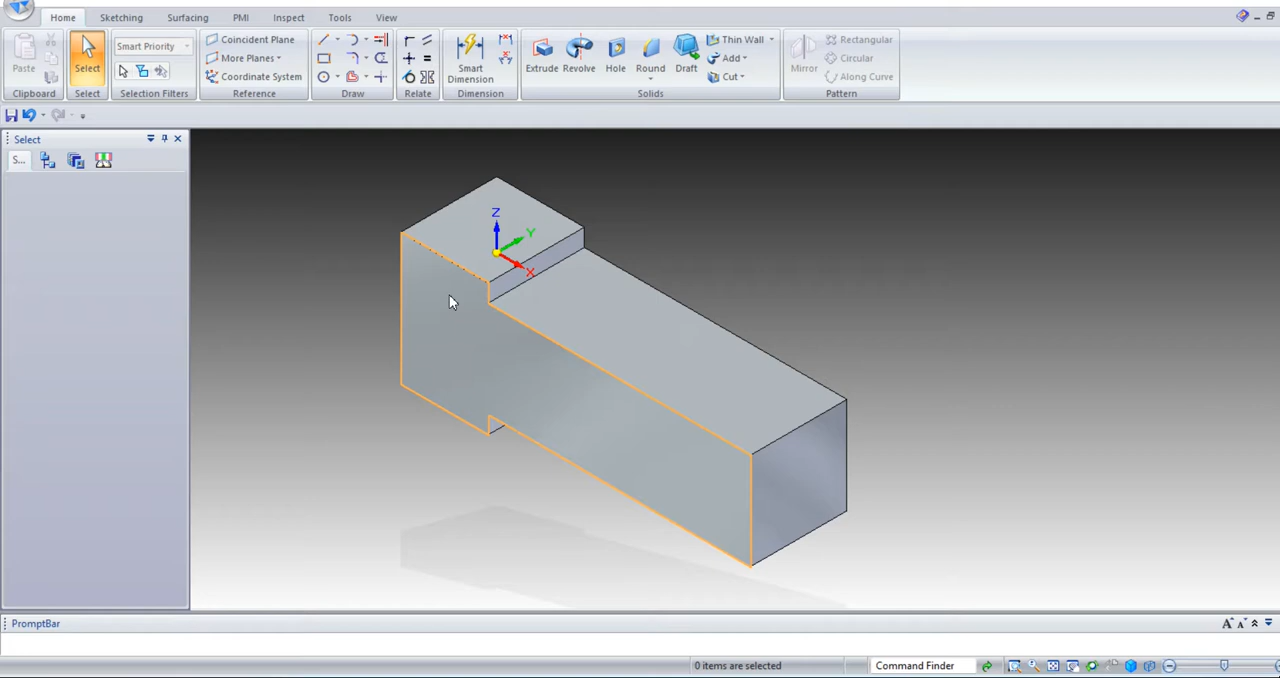 Home Sketching Surfacing PMI Inspect Tools View
Smart Priority
Paste
Select
Clipboard
Select
Selection Filters
Coincident Plane
More Planes
Coordinate System
Reference
Draw
Relate
Smart
Dimension
Dimension
Extrude Revolve Hole Round Draft
Thin Wall
Add
Cut
Solids
Mirror
Rectangular
Circular
Along Curve
Pattern
Select
S...
Z
Y
X
PromptBar
0 items are selected
Command Finder